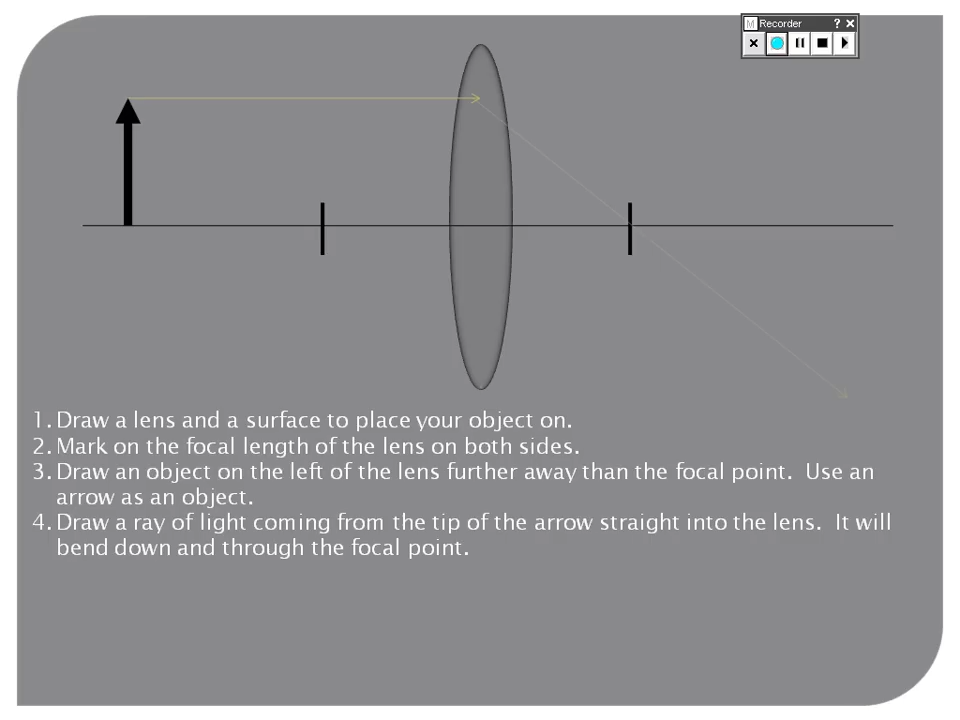 M Recorder ? ×
1. Draw a lens and a surface to place your object on.
2. Mark on the focal length of the lens on both sides.
3. Draw an object on the left of the lens further away than the focal point.  Use an
arrow as an object.
4. Draw a ray of light coming from the tip of the arrow straight into the lens.  It will
bend down and through the focal point.